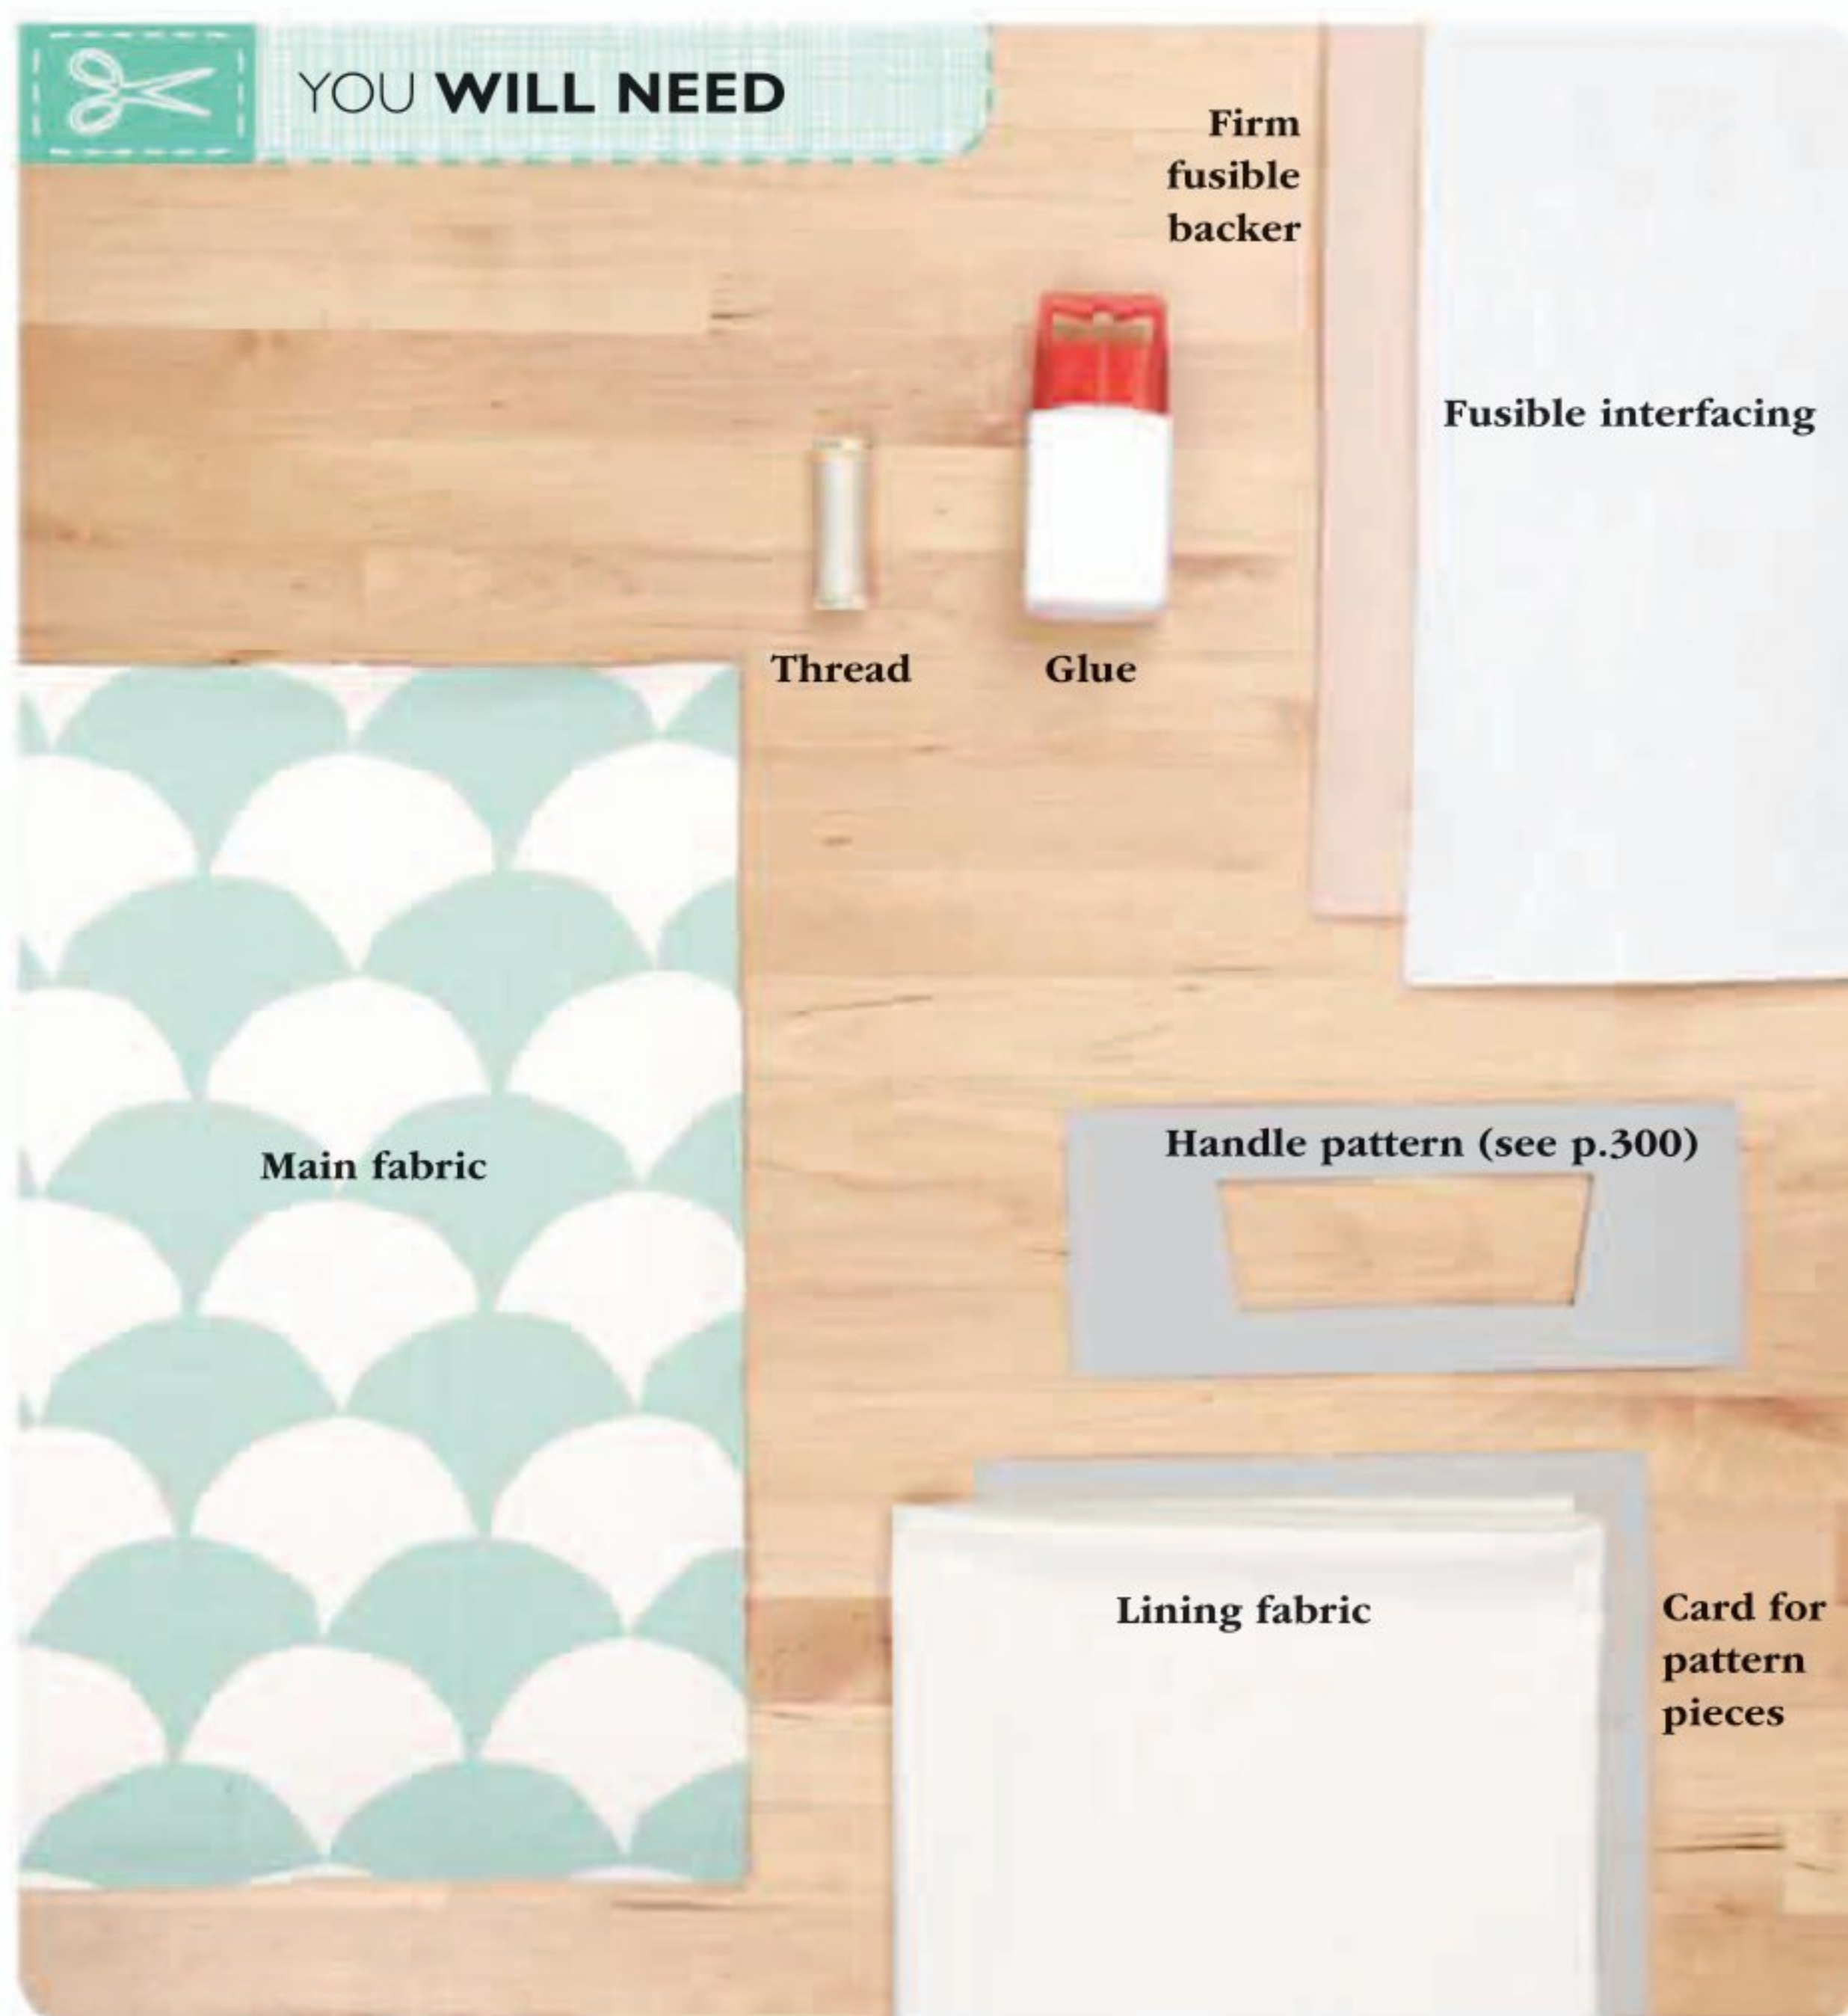 YOU WILL NEED
Firm
fusible
backer
Fusible interfacing
Thread
Glue
Main fabric
Handle pattern (see p.300)
Lining fabric
Card for
pattern
pieces